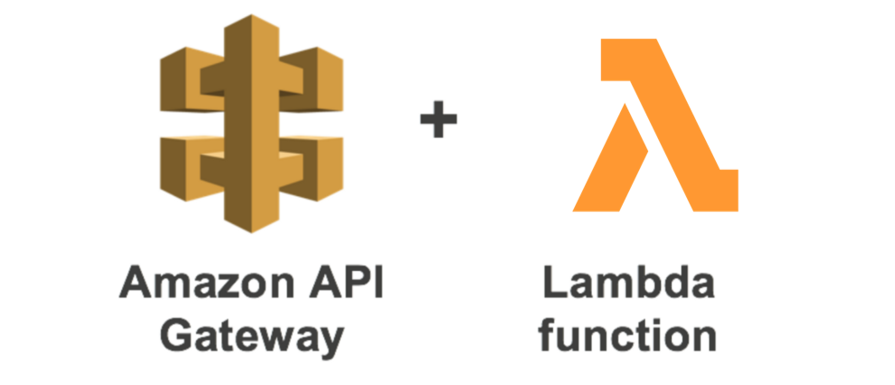 +
Amazon API
Gateway
Lambda
function